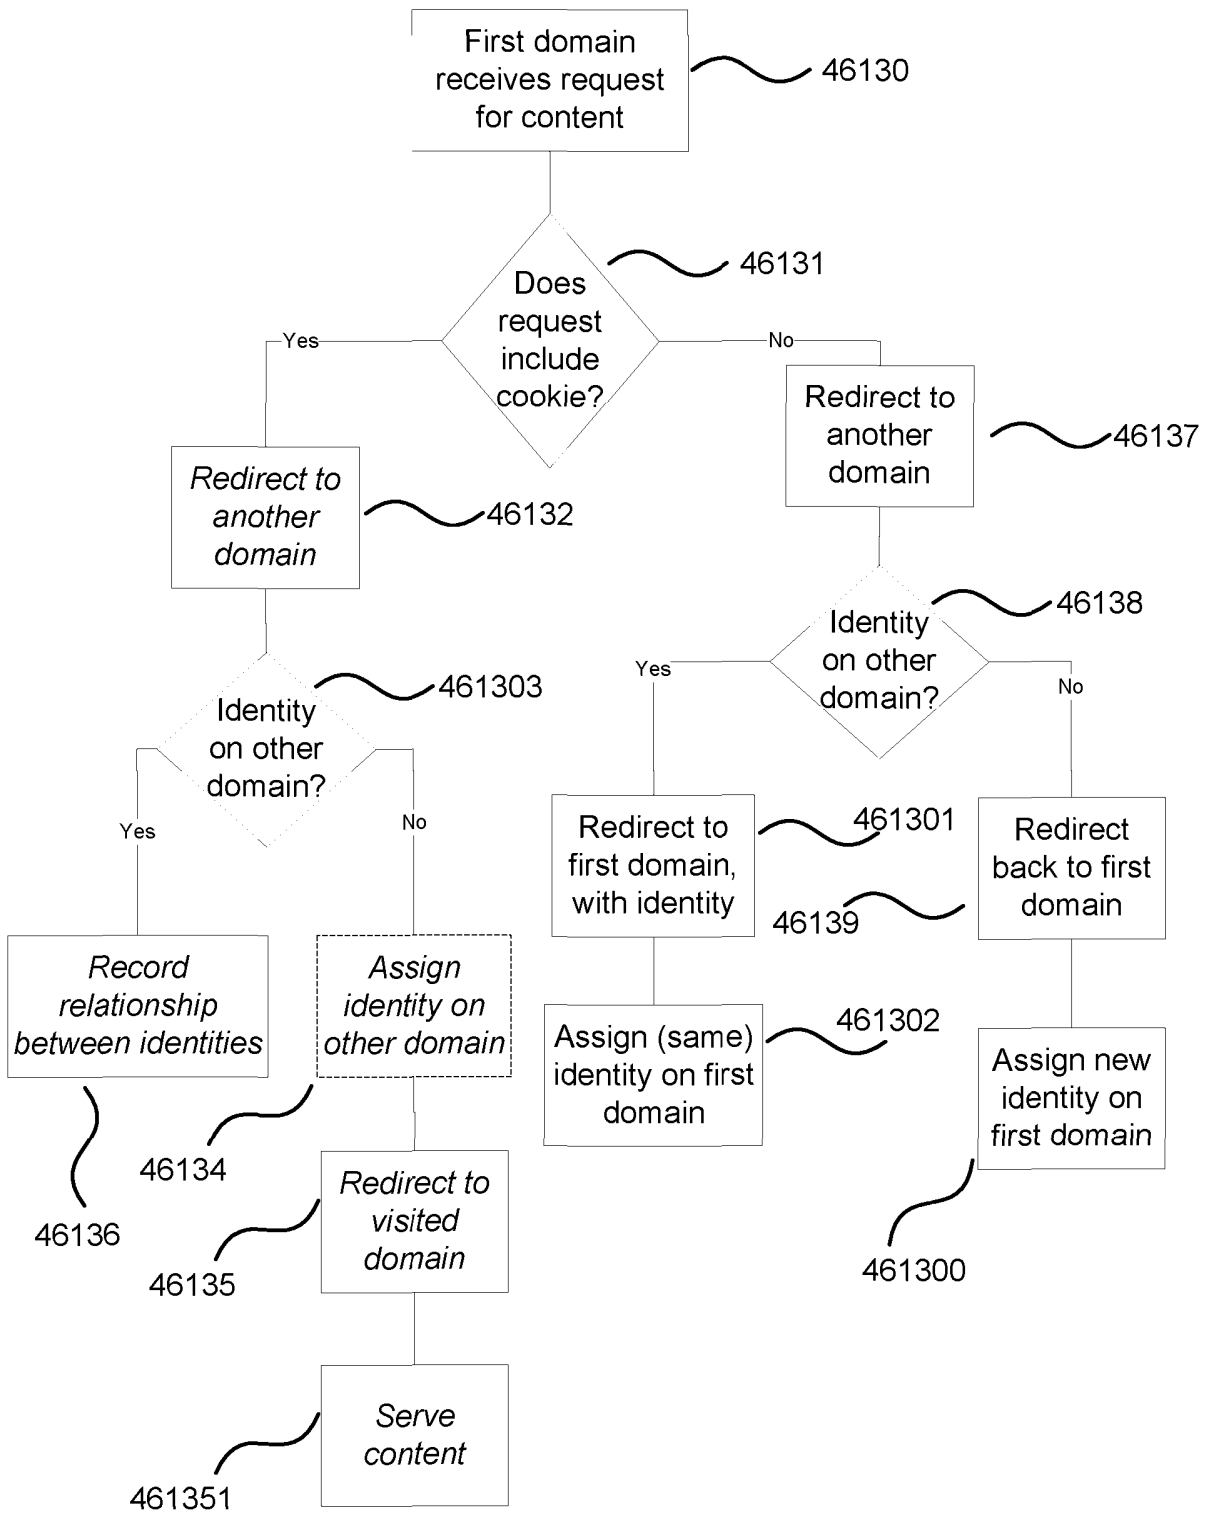 First domain
receives request
for content
46130
Does
request
include
cookie?
46131
Yes
No
Redirect to
another
domain
46132
Redirect to
another
domain
46137
Identity
on other
domain?
461303
Yes
No
Identity
on other
domain?
46138
Yes
No
Record
relationship
between identities
46136
Assign
identity on
other domain
46134
Redirect to
visited
domain
46135
Serve
content
461351
Redirect to
first domain,
with identity
461301
Assign (same)
identity on first
domain
461302
Redirect
back to first
domain
46139
Assign new
identity on
first domain
461300